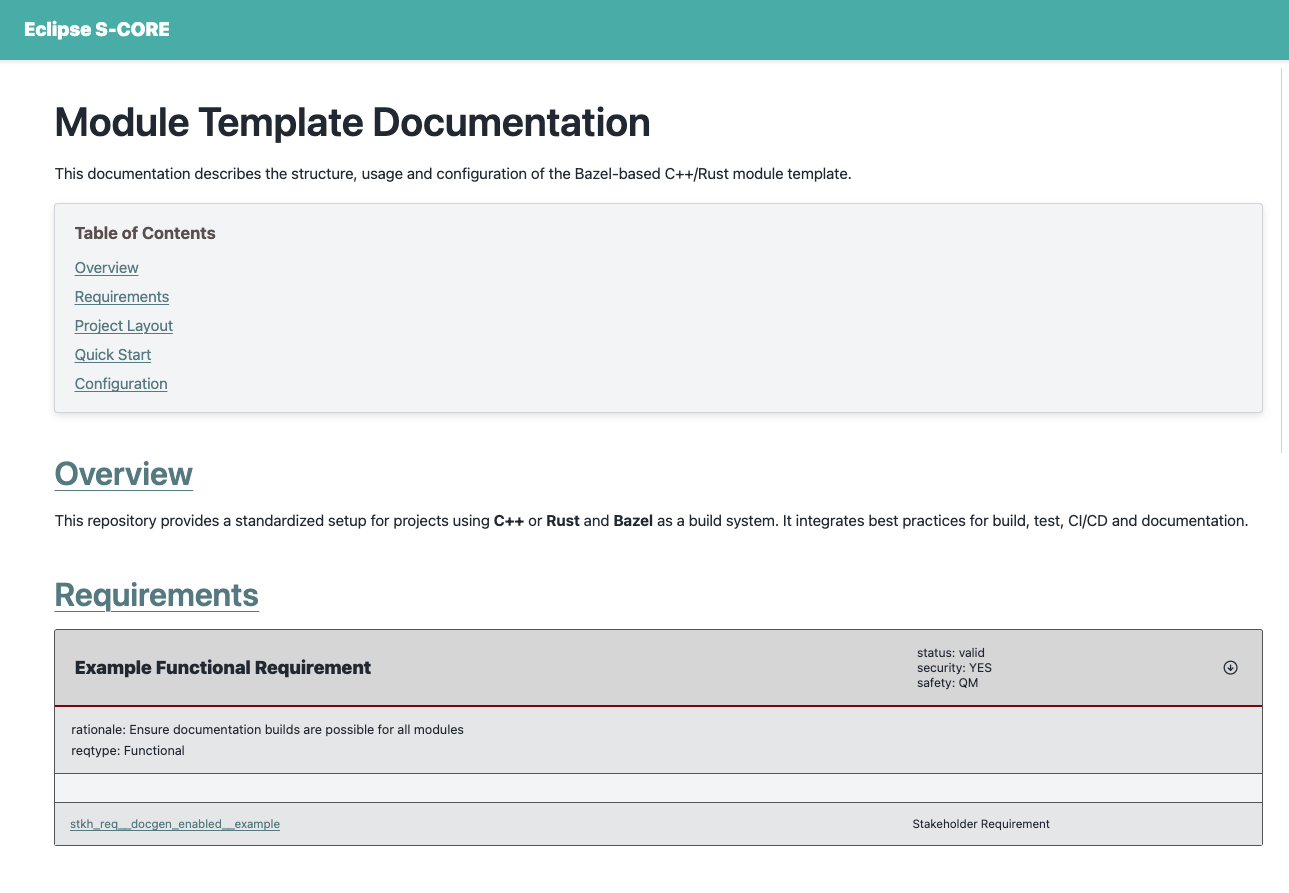 Eclipse S-CORE
Module Template Documentation
This documentation describes the structure, usage and configuration of the Bazel-based C++/Rust module template.
Table of Contents
Overview
Requirements
Project Layout
Quick Start
Configuration
Overview
This repository provides a standardized setup for projects using C++ or Rust and Bazel as a build system. It integrates best practices for build, test, CI/CD and documentation.
Requirements
Example Functional Requirement
status: valid
security: YES
safety: QM
rationale: Ensure documentation builds are possible for all modules
reqtype: Functional
stkh_req__docgen_enabled__example
Stakeholder Requirement